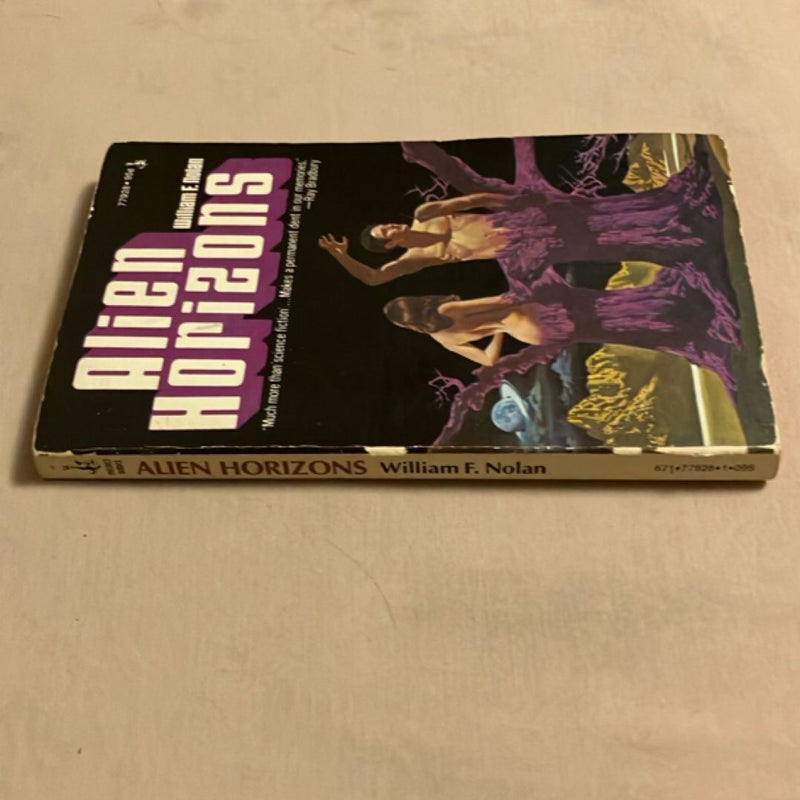 77928•95¢
William F. Nolan
Alien
Horizons
"Much more than 'science fiction'...Makes a permanent dent in our memories."
—Ray Bradbury
ALIEN HORIZONS William F. Nolan
671•77928•1•095